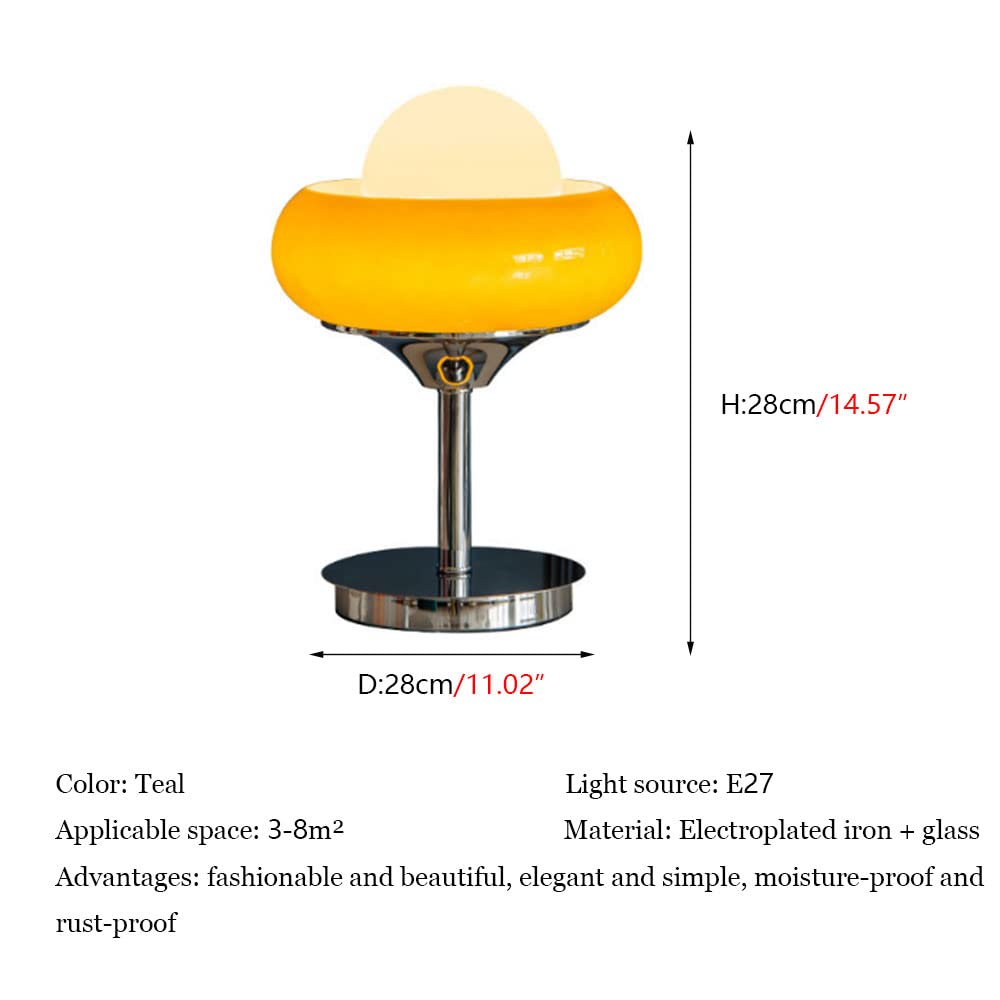 H:28cm/14.57”
D:28cm/11.02”
Color: Teal
Light source: E27
Applicable space: 3-8m²
Material: Electroplated iron + glass
Advantages: fashionable and beautiful, elegant and simple, moisture-proof and
rust-proof